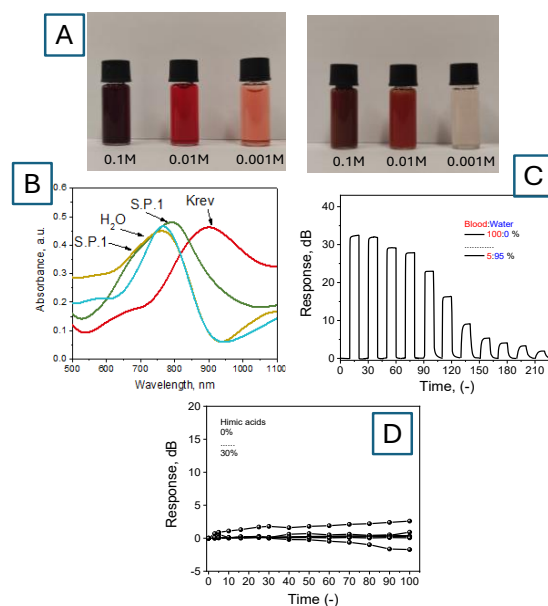 A
0.1M 0.01M 0.001M
0.1M 0.01M 0.001M
B
0.6
0.5
0.4
0.3
0.2
0.1
0.0
Absorbance, a.u.
S.P.1
H₂O
S.P.1
Krev
500 600 700 800 900 1000 1100
Wavelength, nm
C
40
30
20
10
0
Response, dB
Blood:Water
100:0 %
............
5:95 %
0 30 60 90 120 150 180 210
Time, (-)
D
20
15
10
5
0
-5
Response, dB
Himic acids
0%
......
30%
0 10 20 30 40 50 60 70 80 90 100
Time (-)